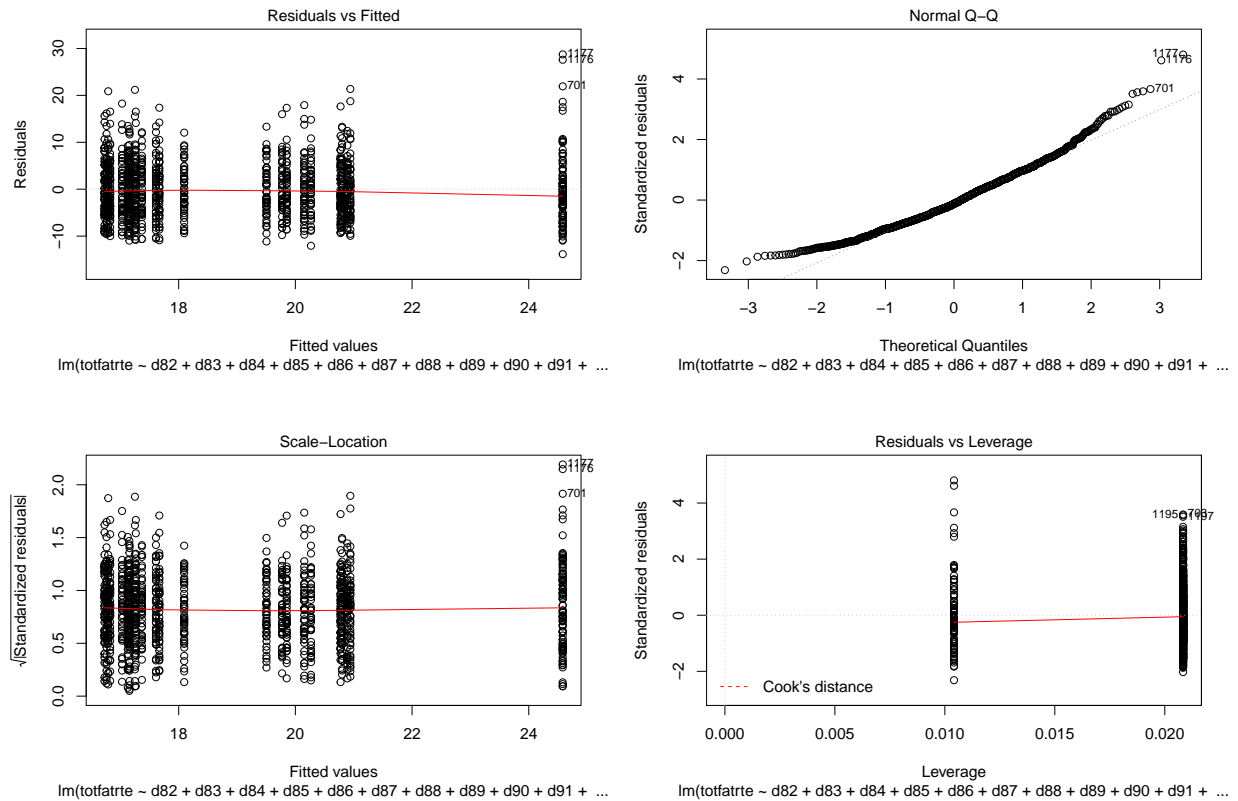 Residuals vs Fitted
Residuals
30
20
10
0
−10
1177
1176
701
18 20 22 24
Fitted values
lm(totfatrte ~ d82 + d83 + d84 + d85 + d86 + d87 + d88 + d89 + d90 + d91 + ...
Normal Q−Q
Standardized residuals
4
2
0
−2
1177
1176
701
−3 −2 −1 0 1 2 3
Theoretical Quantiles
lm(totfatrte ~ d82 + d83 + d84 + d85 + d86 + d87 + d88 + d89 + d90 + d91 + ...
Scale−Location
√|Standardized residuals|
2.0
1.5
1.0
0.5
0.0
1177
1176
701
18 20 22 24
Fitted values
lm(totfatrte ~ d82 + d83 + d84 + d85 + d86 + d87 + d88 + d89 + d90 + d91 + ...
Residuals vs Leverage
Standardized residuals
4
2
0
−2
1195
1197
Cook's distance
0.000 0.005 0.010 0.015 0.020
Leverage
lm(totfatrte ~ d82 + d83 + d84 + d85 + d86 + d87 + d88 + d89 + d90 + d91 + ...